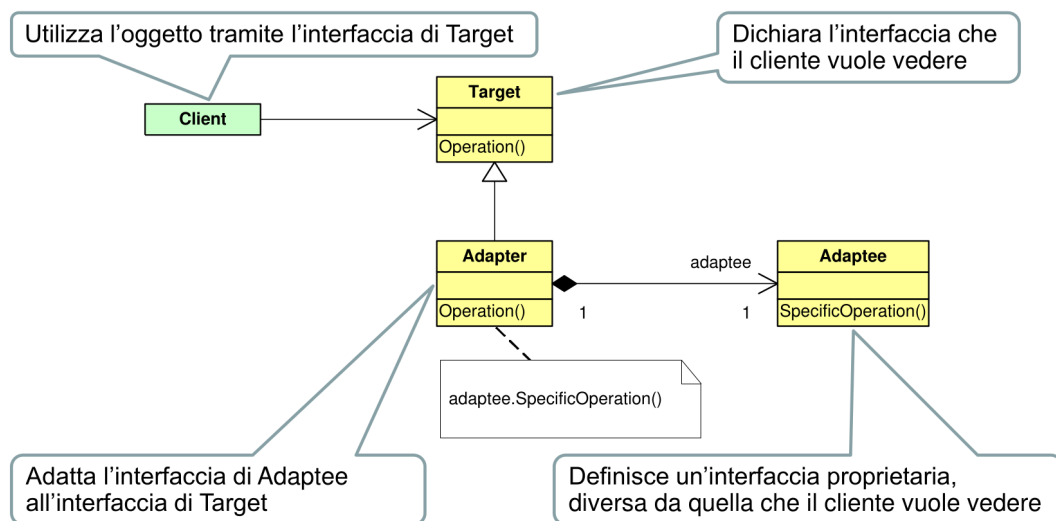 Utilizza l'oggetto tramite l'interfaccia di Target
Dichiara l'interfaccia che
il cliente vuole vedere
Client
Target
Operation()
Adapter
Operation()
adaptee
1
1
Adaptee
SpecificOperation()
adaptee.SpecificOperation()
Adatta l'interfaccia di Adaptee
all'interfaccia di Target
Definisce un'interfaccia proprietaria,
diversa da quella che il cliente vuole vedere